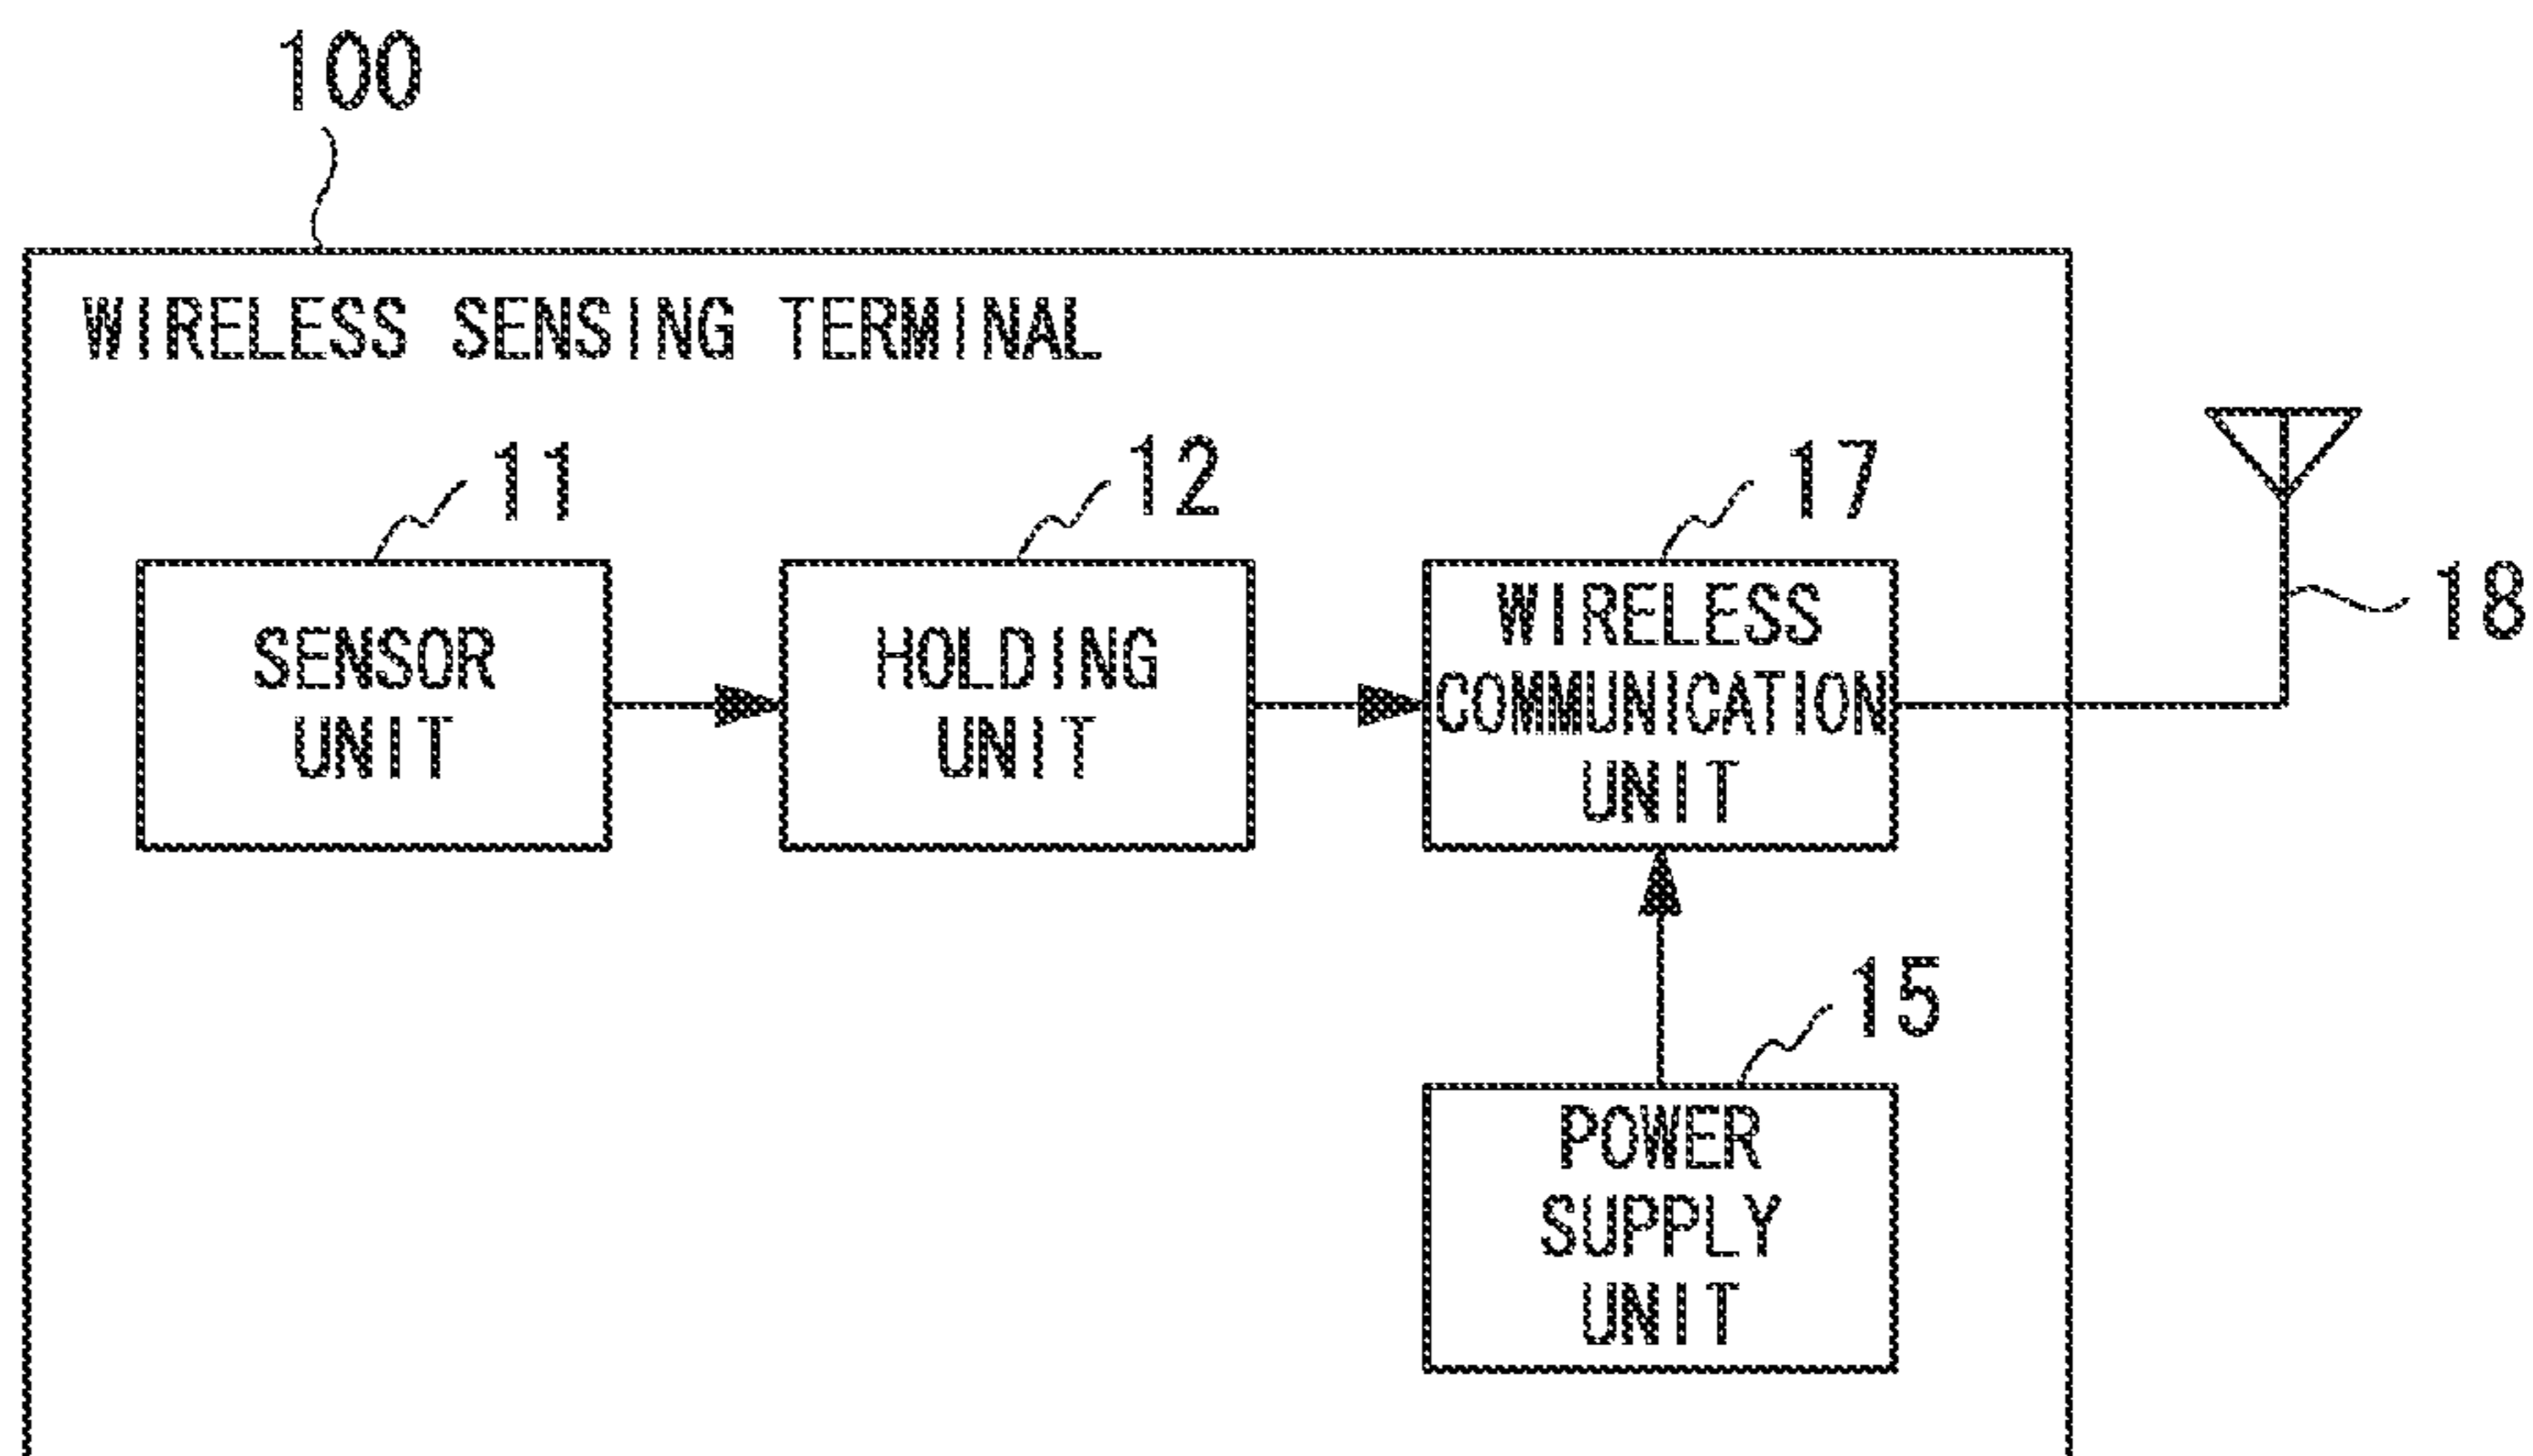 100
WIRELESS SENSING TERMINAL
11
12
17
SENSOR
UNIT
HOLDING
UNIT
WIRELESS
COMMUNICATION
UNIT
18
15
POWER
SUPPLY
UNIT